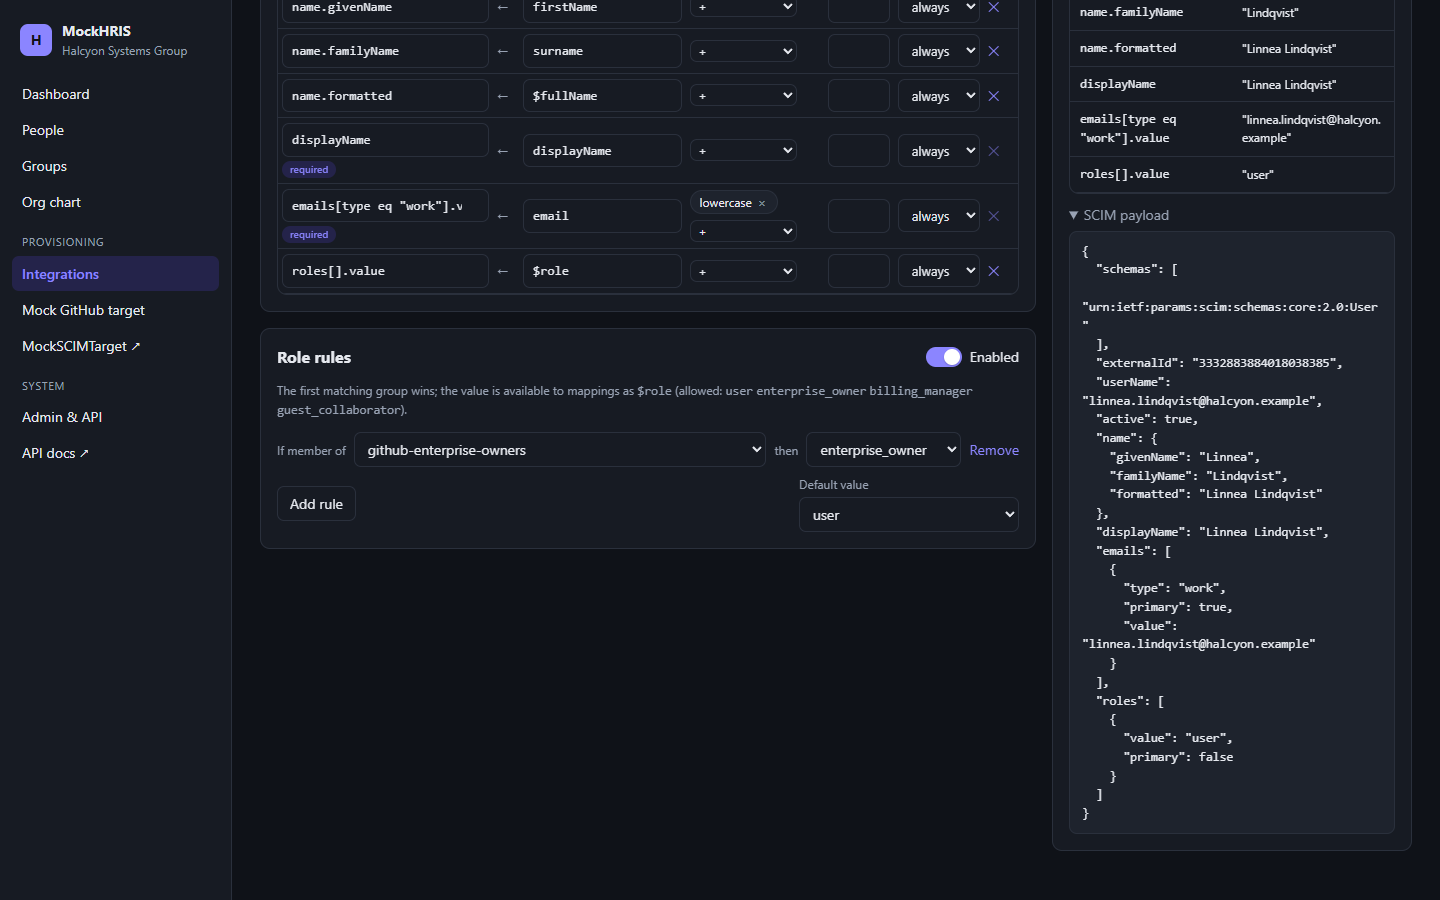 H
MockHRIS
Halcyon Systems Group
Dashboard
People
Groups
Org chart
PROVISIONING
Integrations
Mock GitHub target
MockSCIMTarget ↗
SYSTEM
Admin & API
API docs ↗
name.givenName ← firstName + always ×
name.familyName ← surname + always ×
name.formatted ← $fullName + always ×
displayName ← displayName + always ×
required
emails[type eq "work"].v ← email lowercase × + always ×
required
roles[].value ← $role + always ×
Role rules
Enabled
The first matching group wins; the value is available to mappings as $role (allowed: user enterprise_owner billing_manager
guest_collaborator).
If member of github-enterprise-owners then enterprise_owner Remove
Add rule
Default value
user
name.familyName "Lindqvist"
name.formatted "Linnea Lindqvist"
displayName "Linnea Lindqvist"
emails[type eq "linnea.lindqvist@halcyon.
"work"].value example"
roles[].value "user"
▼ SCIM payload
{
"schemas": [
"urn:ietf:params:scim:schemas:core:2.0:User
"
],
"externalId": "3332883884018038385",
"userName":
"linnea.lindqvist@halcyon.example",
"active": true,
"name": {
"givenName": "Linnea",
"familyName": "Lindqvist",
"formatted": "Linnea Lindqvist"
},
"displayName": "Linnea Lindqvist",
"emails": [
{
"type": "work",
"primary": true,
"value":
"linnea.lindqvist@halcyon.example"
}
],
"roles": [
{
"value": "user",
"primary": false
}
]
}